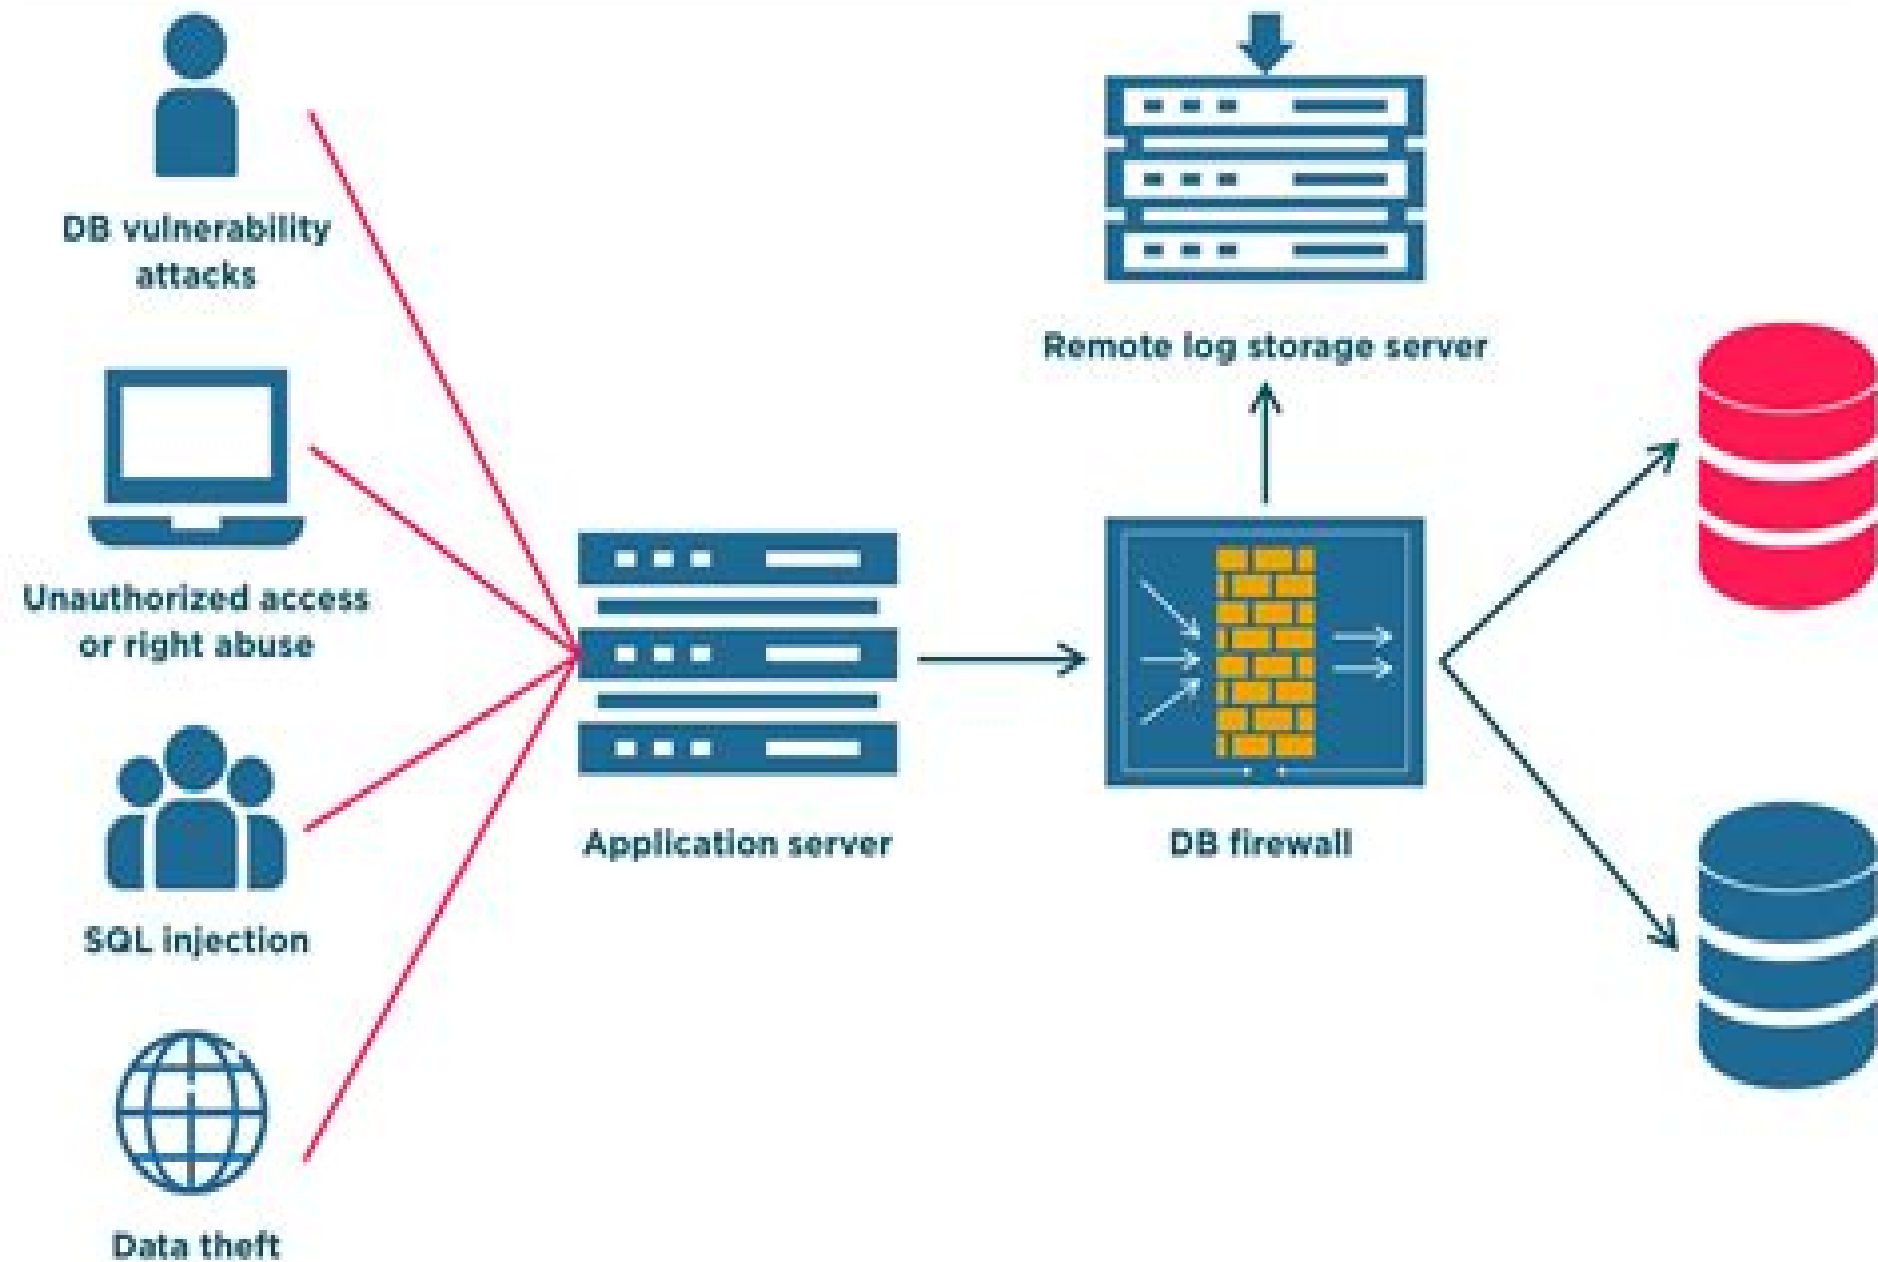 DB vulnerability
attacks
Unauthorized access
or right abuse
SQL injection
Data theft
Application server
Remote log storage server
DB firewall